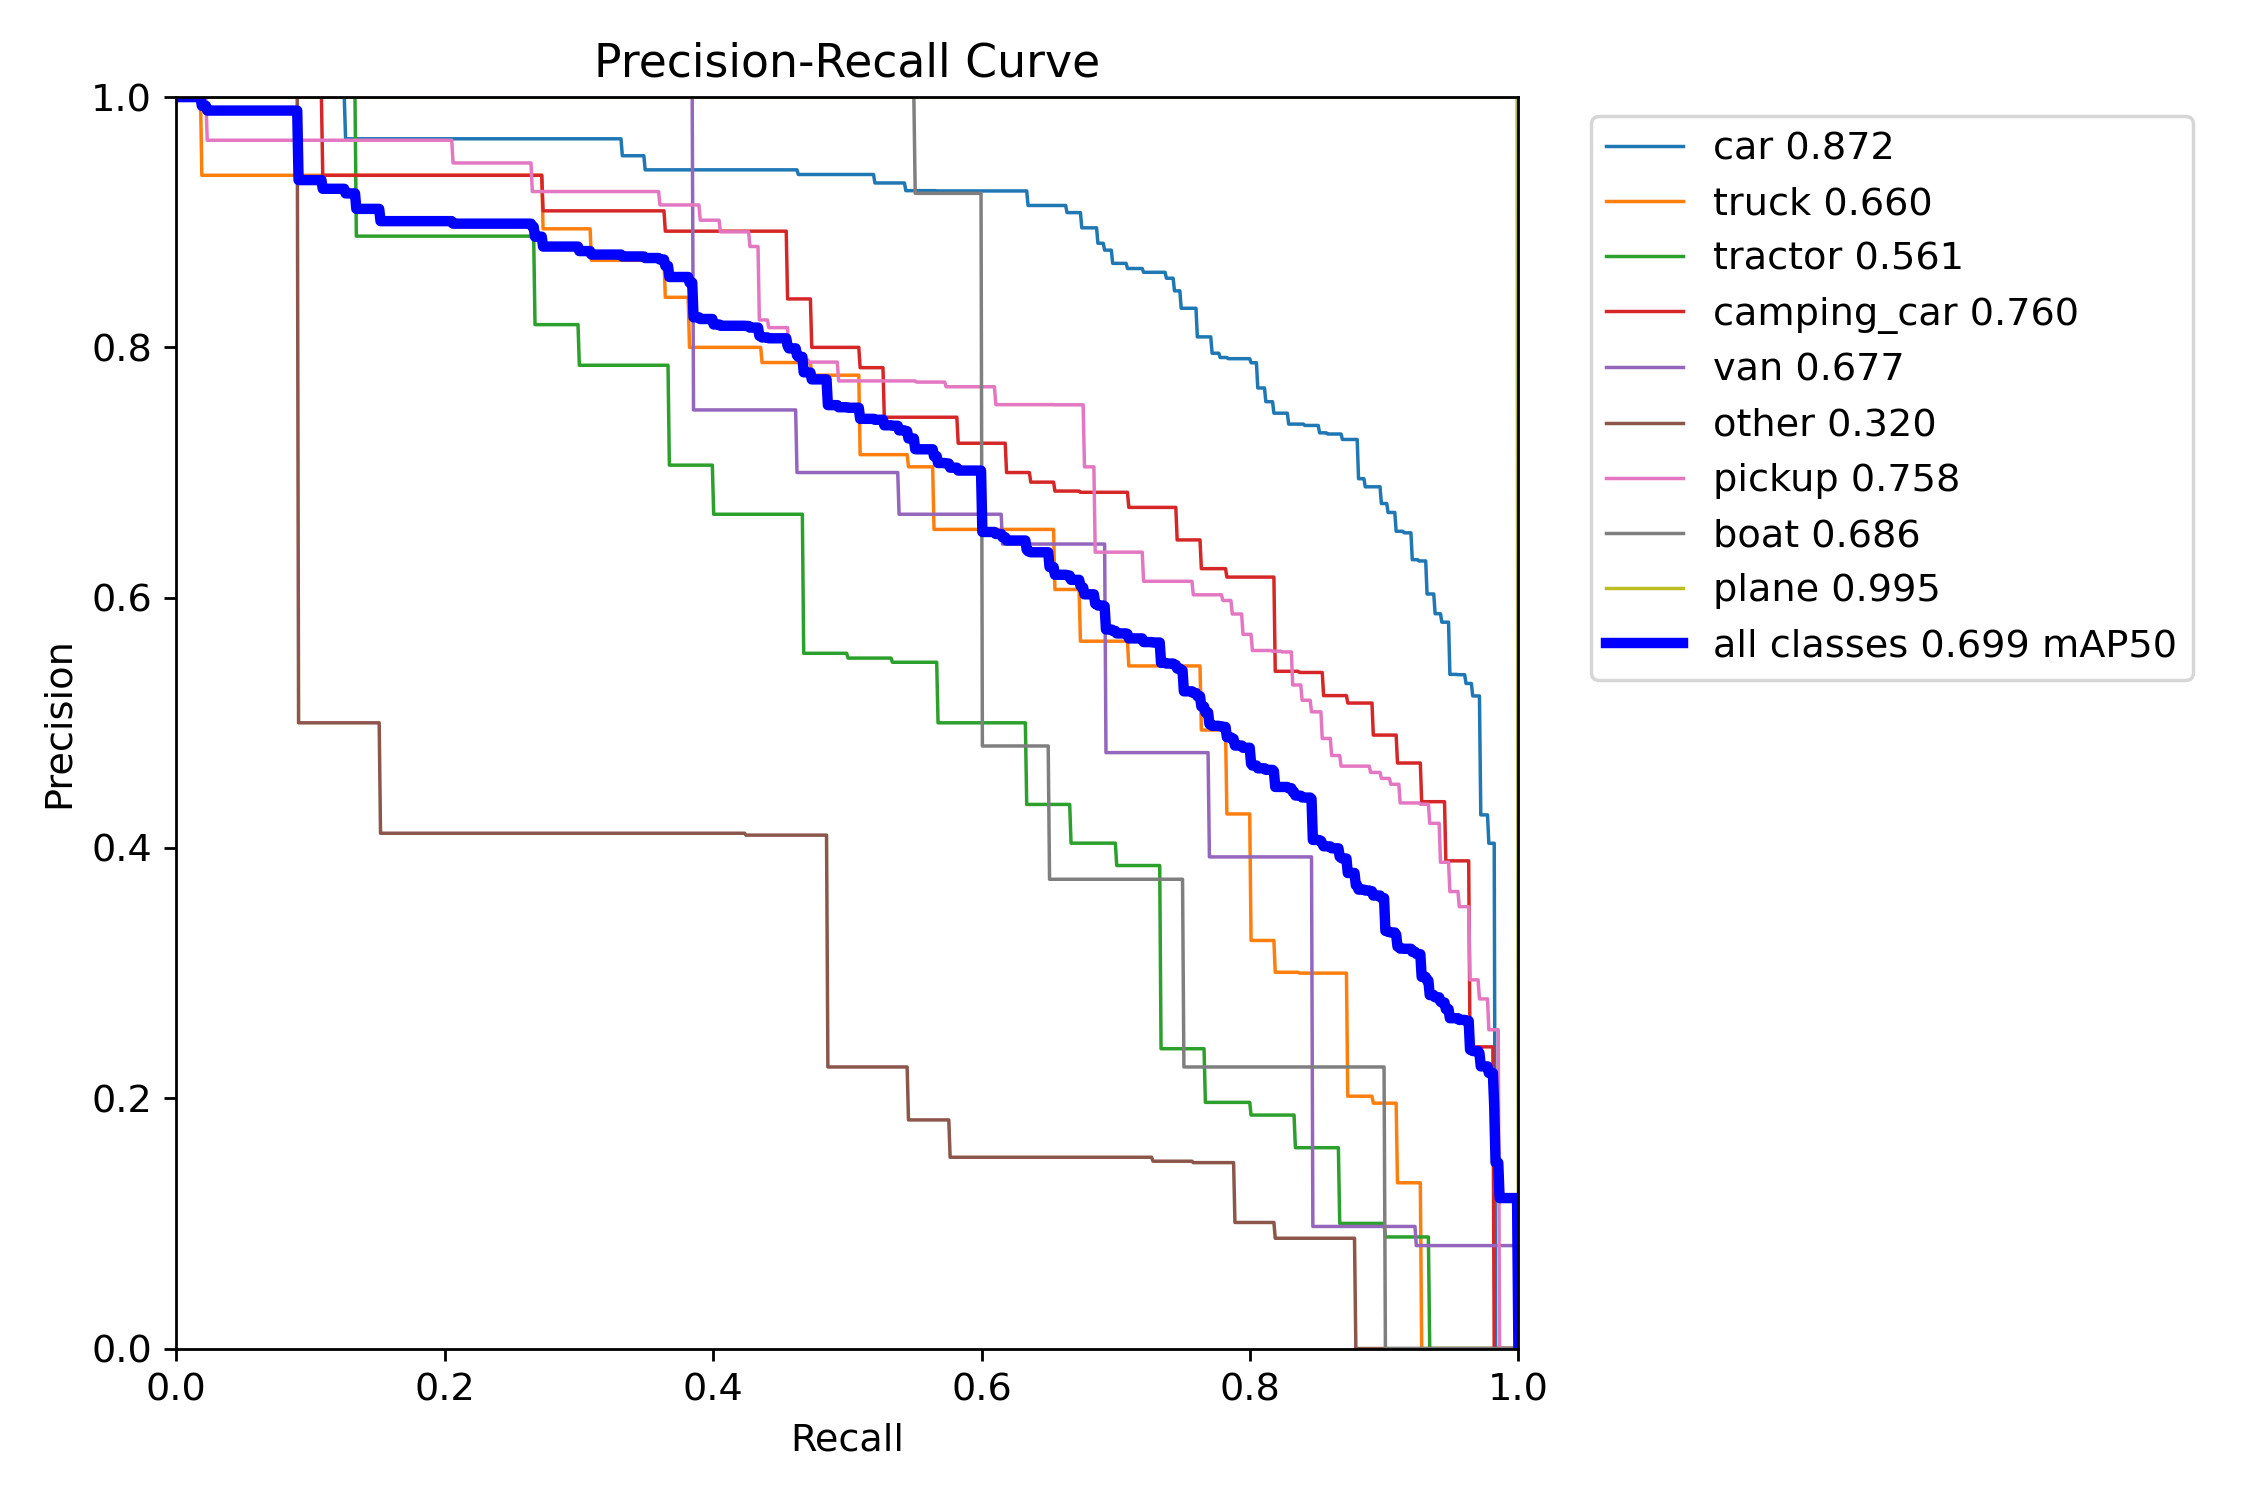 Precision-Recall Curve
1.0
0.8
0.6
0.4
0.2
0.0
Precision
0.0 0.2 0.4 0.6 0.8 1.0
Recall
car 0.872
truck 0.660
tractor 0.561
camping_car 0.760
van 0.677
other 0.320
pickup 0.758
boat 0.686
plane 0.995
all classes 0.699 mAP50